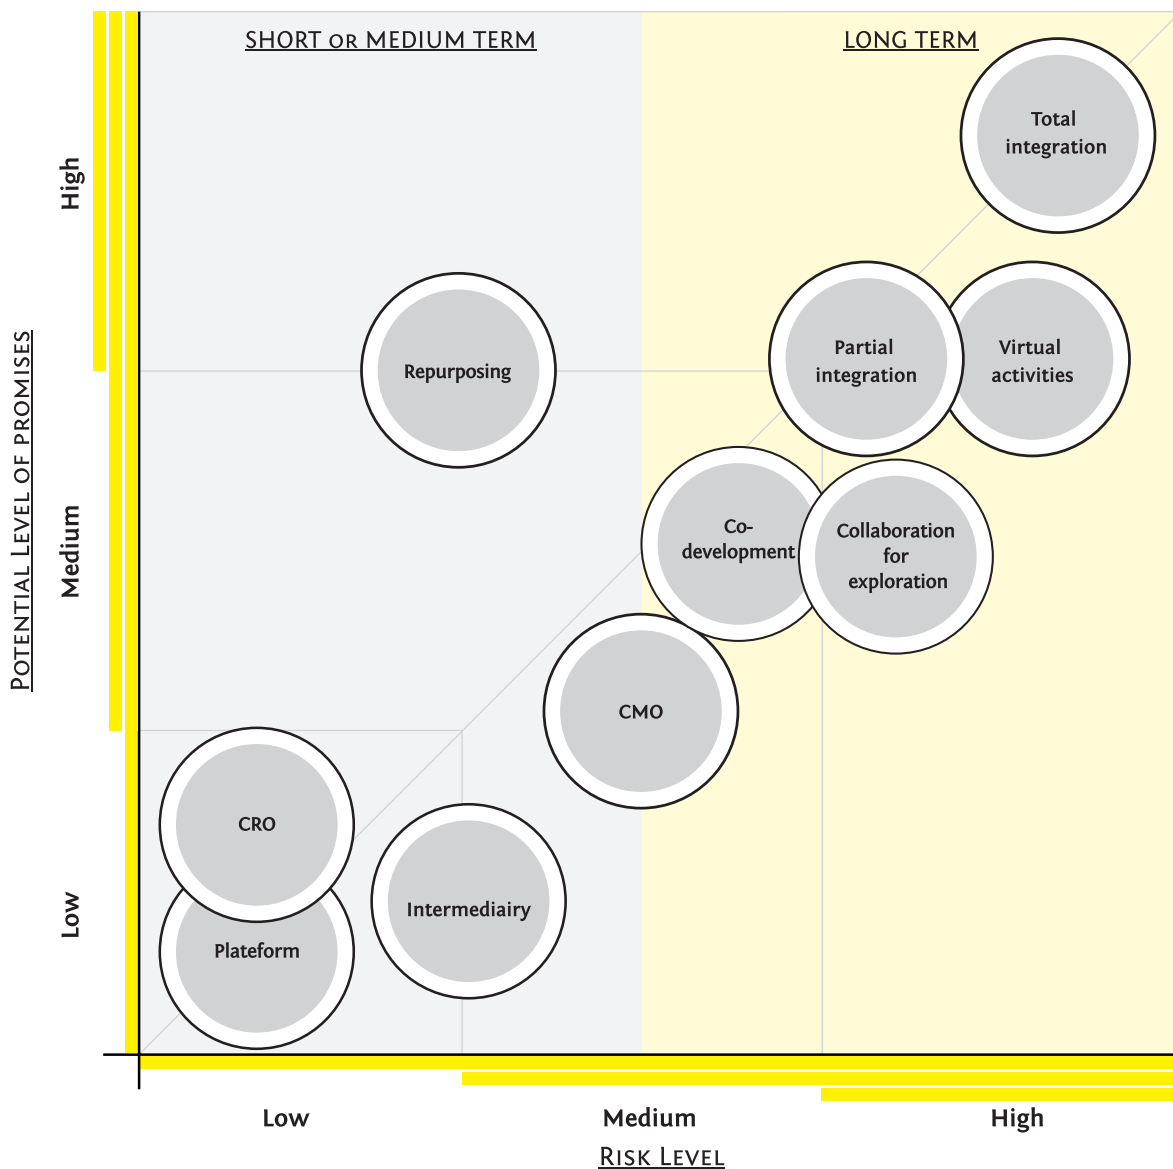 SHORT OR MEDIUM TERM
LONG TERM
Total
integration
High
Repurposing
Partial
integration
Virtual
activities
POTENTIAL LEVEL OF PROMISES
Medium
Co-
development
Collaboration
for
exploration
CMO
CRO
Low
Intermediairy
Plateform
Low
Medium
High
RISK LEVEL